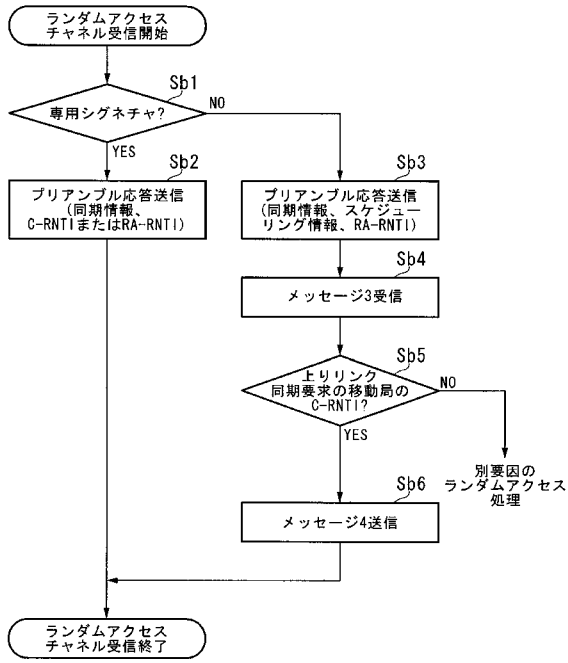 ランダムアクセス
チャネル受信開始
Sb1
専用シグネチャ?
NO
YES
Sb2
プリアンブル応答送信
(同期情報、
C-RNTIまたはRA-RNTI)
Sb3
プリアンブル応答送信
(同期情報、スケジュー
リング情報、RA-RNTI)
Sb4
メッセージ3受信
Sb5
上りリンク
同期要求の移動局の
C-RNTI?
NO
YES
別要因の
ランダムアクセス
処理
Sb6
メッセージ4送信
ランダムアクセス
チャネル受信終了